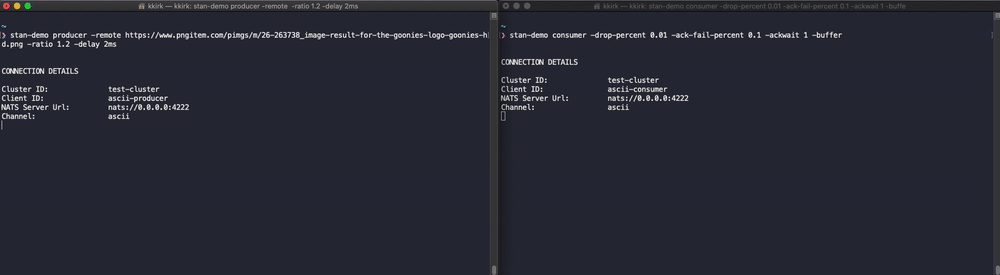 kkirk — kkirk: stan-demo producer -remote -ratio 1.2 -delay 2ms
~
❯ stan-demo producer -remote https://www.pngitem.com/pimgs/m/26-263738_image-result-for-the-goonies-logo-goonies-h
d.png -ratio 1.2 -delay 2ms
CONNECTION DETAILS
Cluster ID: test-cluster
Client ID: ascii-producer
NATS Server Url: nats://0.0.0.0:4222
Channel: ascii
kkirk — kkirk: stan-demo consumer -drop-percent 0.01 -ack-fail-percent 0.1 -ackwait 1 -buffe
~
❯ stan-demo consumer -drop-percent 0.01 -ack-fail-percent 0.1 -ackwait 1 -buffer
CONNECTION DETAILS
Cluster ID: test-cluster
Client ID: ascii-consumer
NATS Server Url: nats://0.0.0.0:4222
Channel: ascii